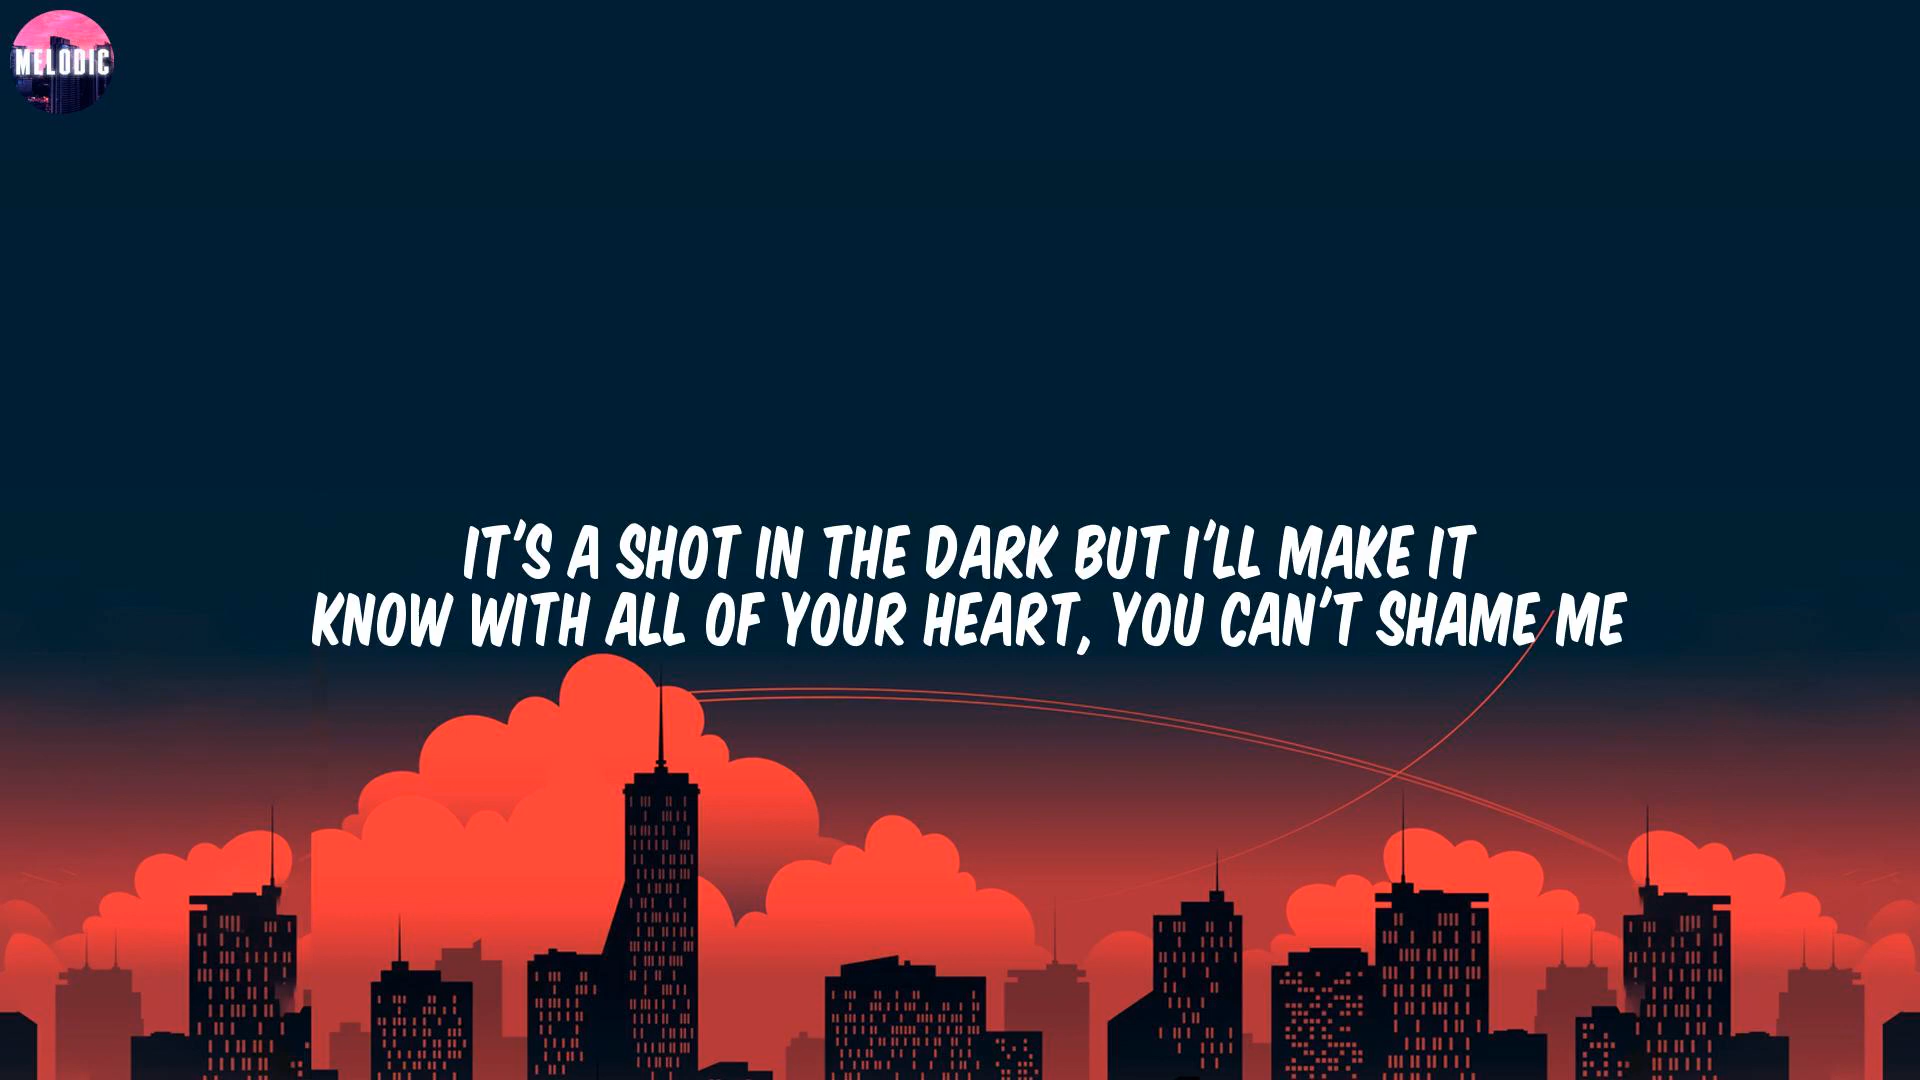 MELODIC
IT'S A SHOT IN THE DARK BUT I'LL MAKE IT
KNOW WITH ALL OF YOUR HEART, YOU CAN'T SHAME ME